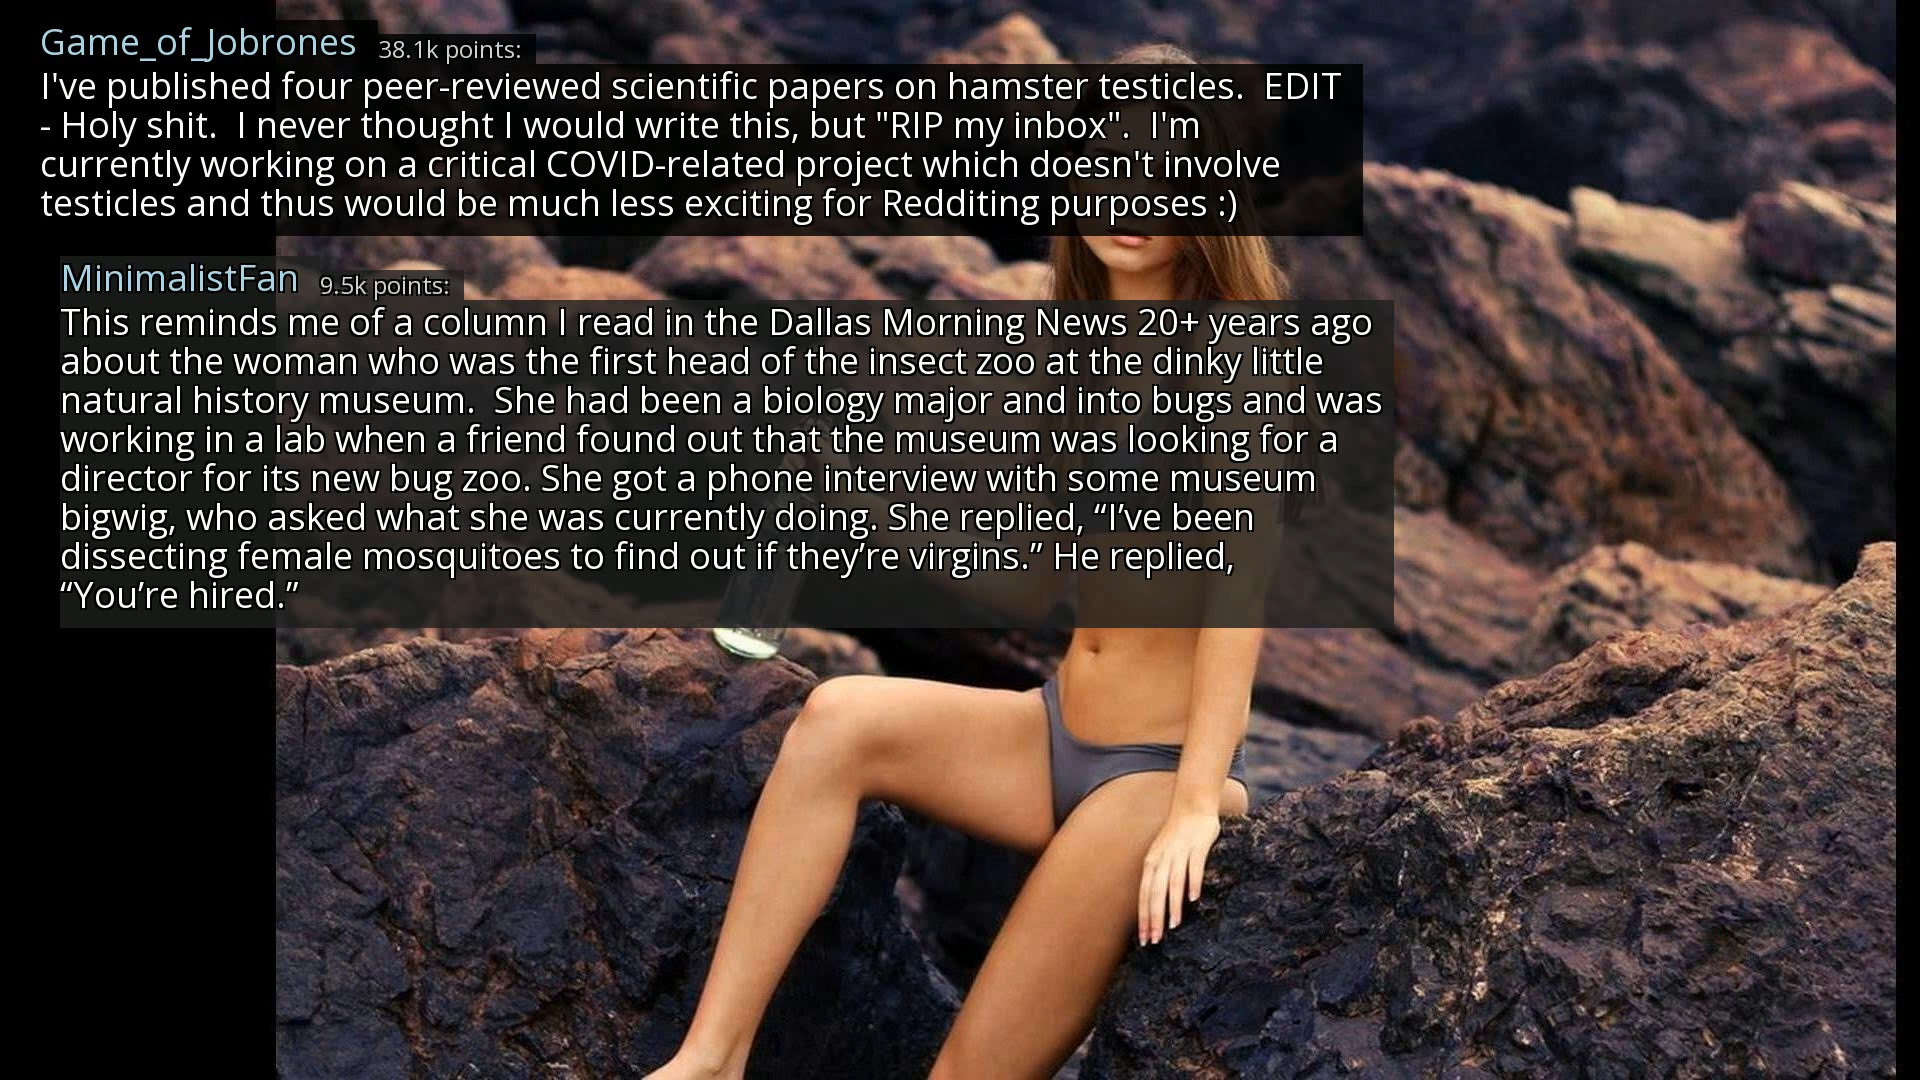 Game_of_Jobrones 38.1k points:
I've published four peer-reviewed scientific papers on hamster testicles.  EDIT
- Holy shit.  I never thought I would write this, but "RIP my inbox".  I'm
currently working on a critical COVID-related project which doesn't involve
testicles and thus would be much less exciting for Redditing purposes :)
MinimalistFan 9.5k points:
This reminds me of a column I read in the Dallas Morning News 20+ years ago
about the woman who was the first head of the insect zoo at the dinky little
natural history museum.  She had been a biology major and into bugs and was
working in a lab when a friend found out that the museum was looking for a
director for its new bug zoo. She got a phone interview with some museum
bigwig, who asked what she was currently doing. She replied, “I’ve been
dissecting female mosquitoes to find out if they’re virgins.” He replied,
“You’re hired.”